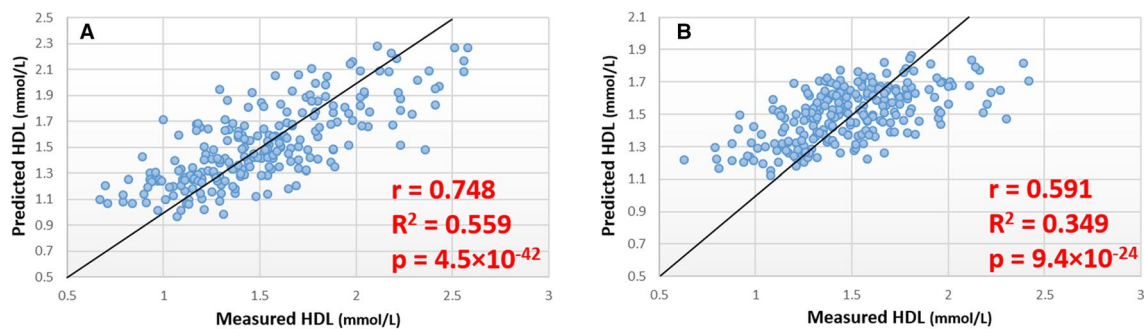 A
Predicted HDL (mmol/L)
2.5
2.3
2.1
1.9
1.7
1.5
1.3
1.1
0.9
0.7
0.5
r = 0.748
R² = 0.559
p = 4.5×10⁻⁴²
0.5 1 1.5 2 2.5 3
Measured HDL (mmol/L)
B
Predicted HDL (mmol/L)
2.1
1.9
1.7
1.5
1.3
1.1
0.9
0.7
0.5
r = 0.591
R² = 0.349
p = 9.4×10⁻²⁴
0.5 1 1.5 2 2.5 3
Measured HDL (mmol/L)